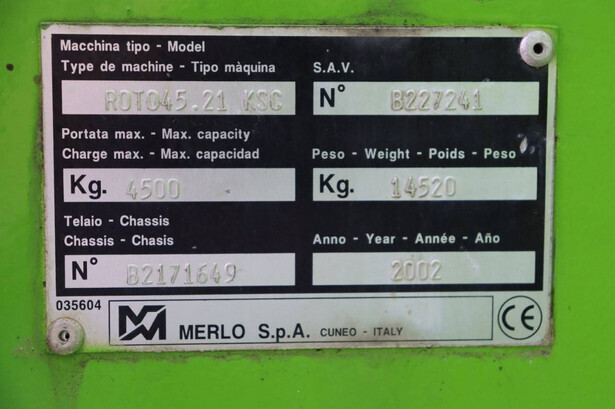 Macchina tipo - Model
Type de machine - Tipo màquina
ROTO45.21 KSC
S.A.V.
N° B227241
Portata max. - Max. capacity
Charge max. - Max. capacidad
Kg. 4500
Peso - Weight - Poids - Peso
Kg. 14520
Telaio - Chassis
Chassis - Chasis
N° B2171649
Anno - Year - Année - Año
2002
035604
MERLO S.p.A. CUNEO - ITALY
CE